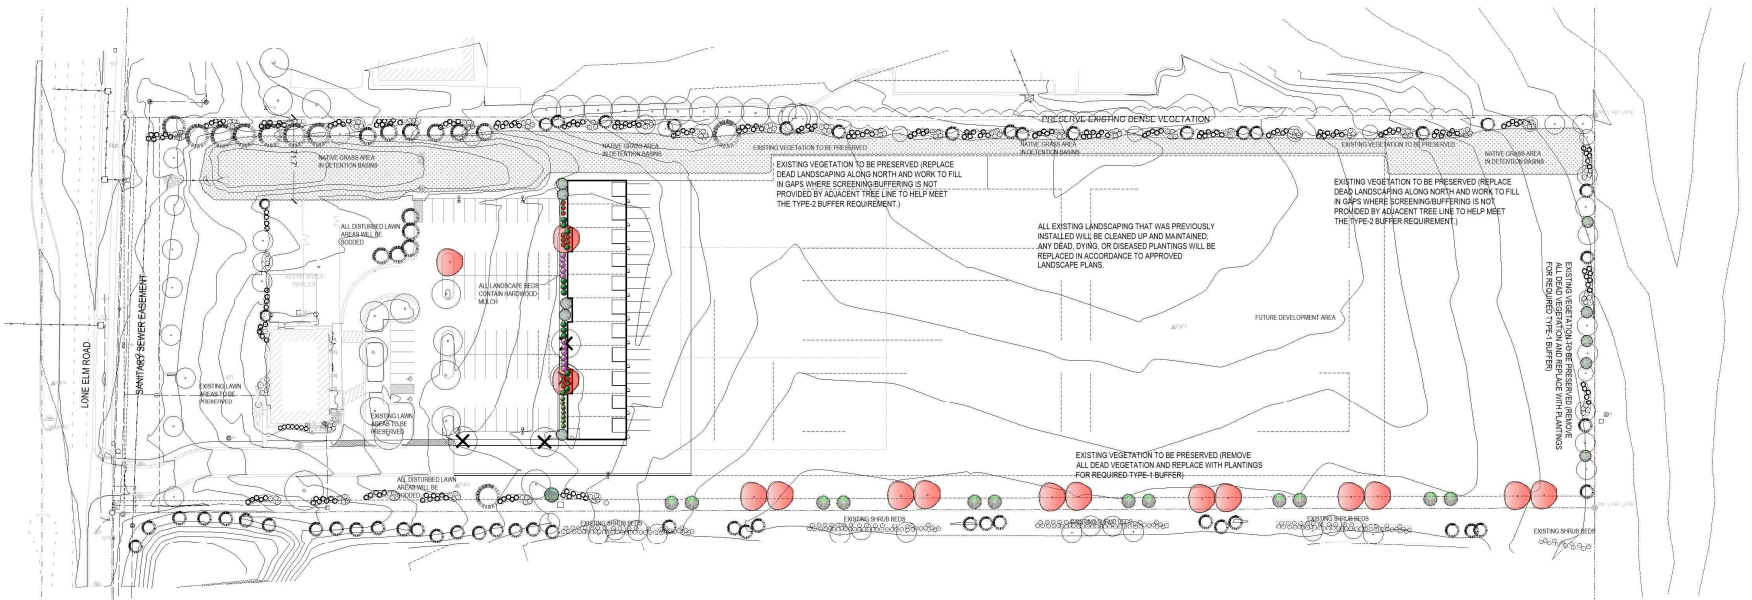 PRESERVE EXISTING DENSE VEGETATION
NATIVE GRASS AREA
IN DETENTION BASINS
NATIVE GRASS AREA
IN DETENTION BASINS
EXISTING VEGETATION TO BE PRESERVED
NATIVE GRASS AREA
IN DETENTION BASINS
EXISTING VEGETATION TO BE PRESERVED
NATIVE GRASS AREA
IN DETENTION BASINS
EXISTING VEGETATION TO BE PRESERVED (REPLACE
DEAD LANDSCAPING ALONG NORTH AND WORK TO FILL
IN GAPS WHERE SCREENING/BUFFERING IS NOT
PROVIDED BY ADJACENT TREE LINE TO HELP MEET
THE TYPE-2 BUFFER REQUIREMENT.)
EXISTING VEGETATION TO BE PRESERVED (REPLACE
DEAD LANDSCAPING ALONG NORTH AND WORK TO FILL
IN GAPS WHERE SCREENING/BUFFERING IS NOT
PROVIDED BY ADJACENT TREE LINE TO HELP MEET
THE TYPE-2 BUFFER REQUIREMENT.)
ALL DISTURBED LAWN
AREAS WILL BE
SODDED
ALL EXISTING LANDSCAPING THAT WAS PREVIOUSLY
INSTALLED WILL BE CLEANED UP AND MAINTAINED;
ANY DEAD, DYING, OR DISEASED PLANTINGS WILL BE
REPLACED IN ACCORDANCE TO APPROVED
LANDSCAPE PLANS.
ALL LANDSCAPE BEDS
CONTAIN HARDWOOD
MULCH
FUTURE DEVELOPMENT AREA
EXISTING VEGETATION TO BE PRESERVED (REMOVE
ALL DEAD VEGETATION AND REPLACE WITH PLANTINGS
FOR REQUIRED TYPE-1 BUFFER)
LONE ELM ROAD
SANITARY SEWER EASEMENT
EXISTING LAWN
AREAS TO BE
PRESERVED
EXISTING LAWN
AREAS TO BE
PRESERVED
EXISTING VEGETATION TO BE PRESERVED (REMOVE
ALL DEAD VEGETATION AND REPLACE WITH PLANTINGS
FOR REQUIRED TYPE-1 BUFFER)
ALL DISTURBED LAWN
AREAS WILL BE
SODDED
EXISTING SHRUB BEDS
EXISTING SHRUB BEDS
EXISTING SHRUB BEDS
EXISTING SHRUB BEDS
EXISTING SHRUB BEDS